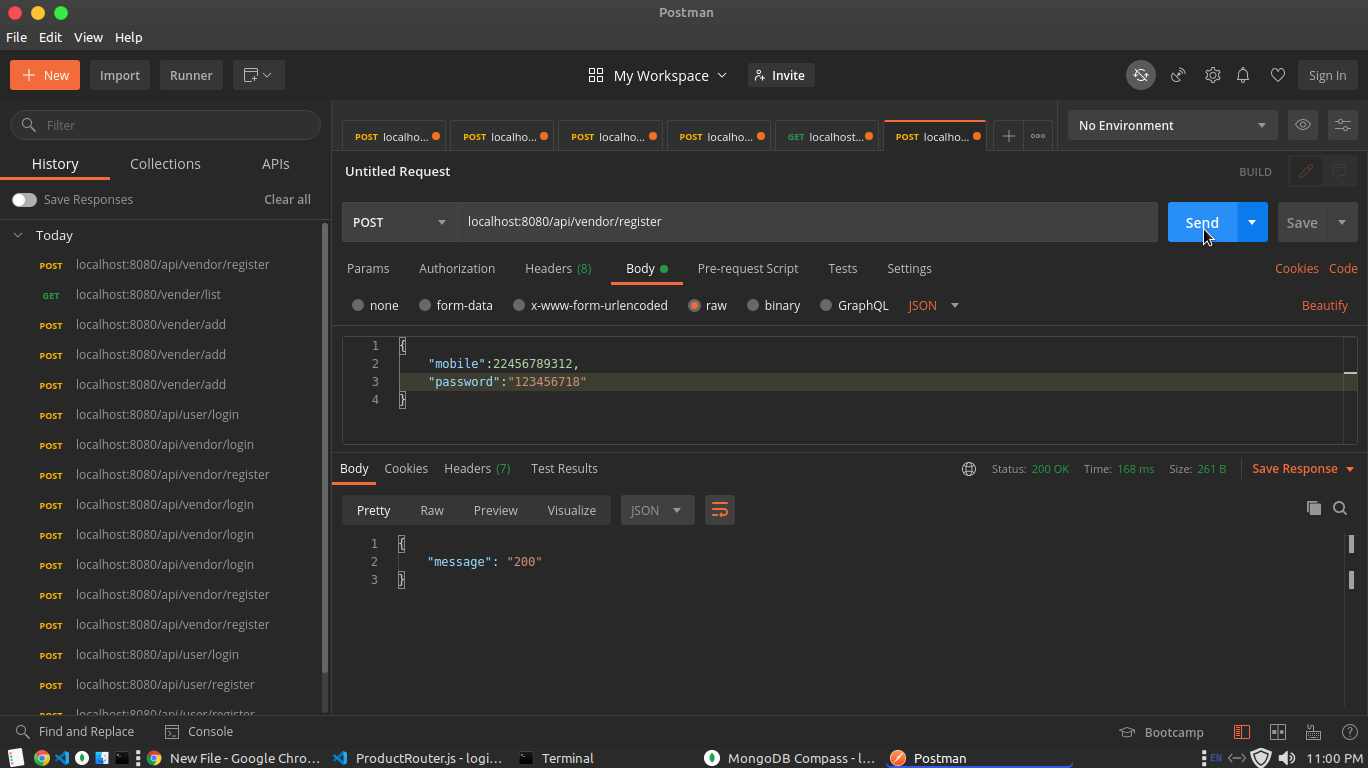 Postman
File Edit View Help
New Import Runner My Workspace Invite Sign In
Filter
History Collections APIs
Save Responses Clear all
Today
POST localhost:8080/api/vendor/register
GET localhost:8080/vender/list
POST localhost:8080/vender/add
POST localhost:8080/vender/add
POST localhost:8080/vender/add
POST localhost:8080/api/user/login
POST localhost:8080/api/vendor/login
POST localhost:8080/api/vendor/register
POST localhost:8080/api/vendor/login
POST localhost:8080/api/vendor/login
POST localhost:8080/api/vendor/login
POST localhost:8080/api/vendor/register
POST localhost:8080/api/vendor/register
POST localhost:8080/api/user/login
POST localhost:8080/api/user/register
POST localhost:8080/api/user/register
POST localho... POST localho... POST localho... POST localho... GET localhost... POST localho... No Environment
Untitled Request BUILD
POST localhost:8080/api/vendor/register Send Save
Params Authorization Headers (8) Body Pre-request Script Tests Settings Cookies Code
none form-data x-www-form-urlencoded raw binary GraphQL JSON Beautify
1 {
2 "mobile":22456789312,
3 "password":"123456718"
4 }
Body Cookies Headers (7) Test Results Status: 200 OK Time: 168 ms Size: 261 B Save Response
Pretty Raw Preview Visualize JSON
1 {
2 "message": "200"
3 }
Find and Replace Console Bootcamp
New File - Google Chro... ProductRouter.js - logi... Terminal MongoDB Compass - l... Postman EN 11:00 PM